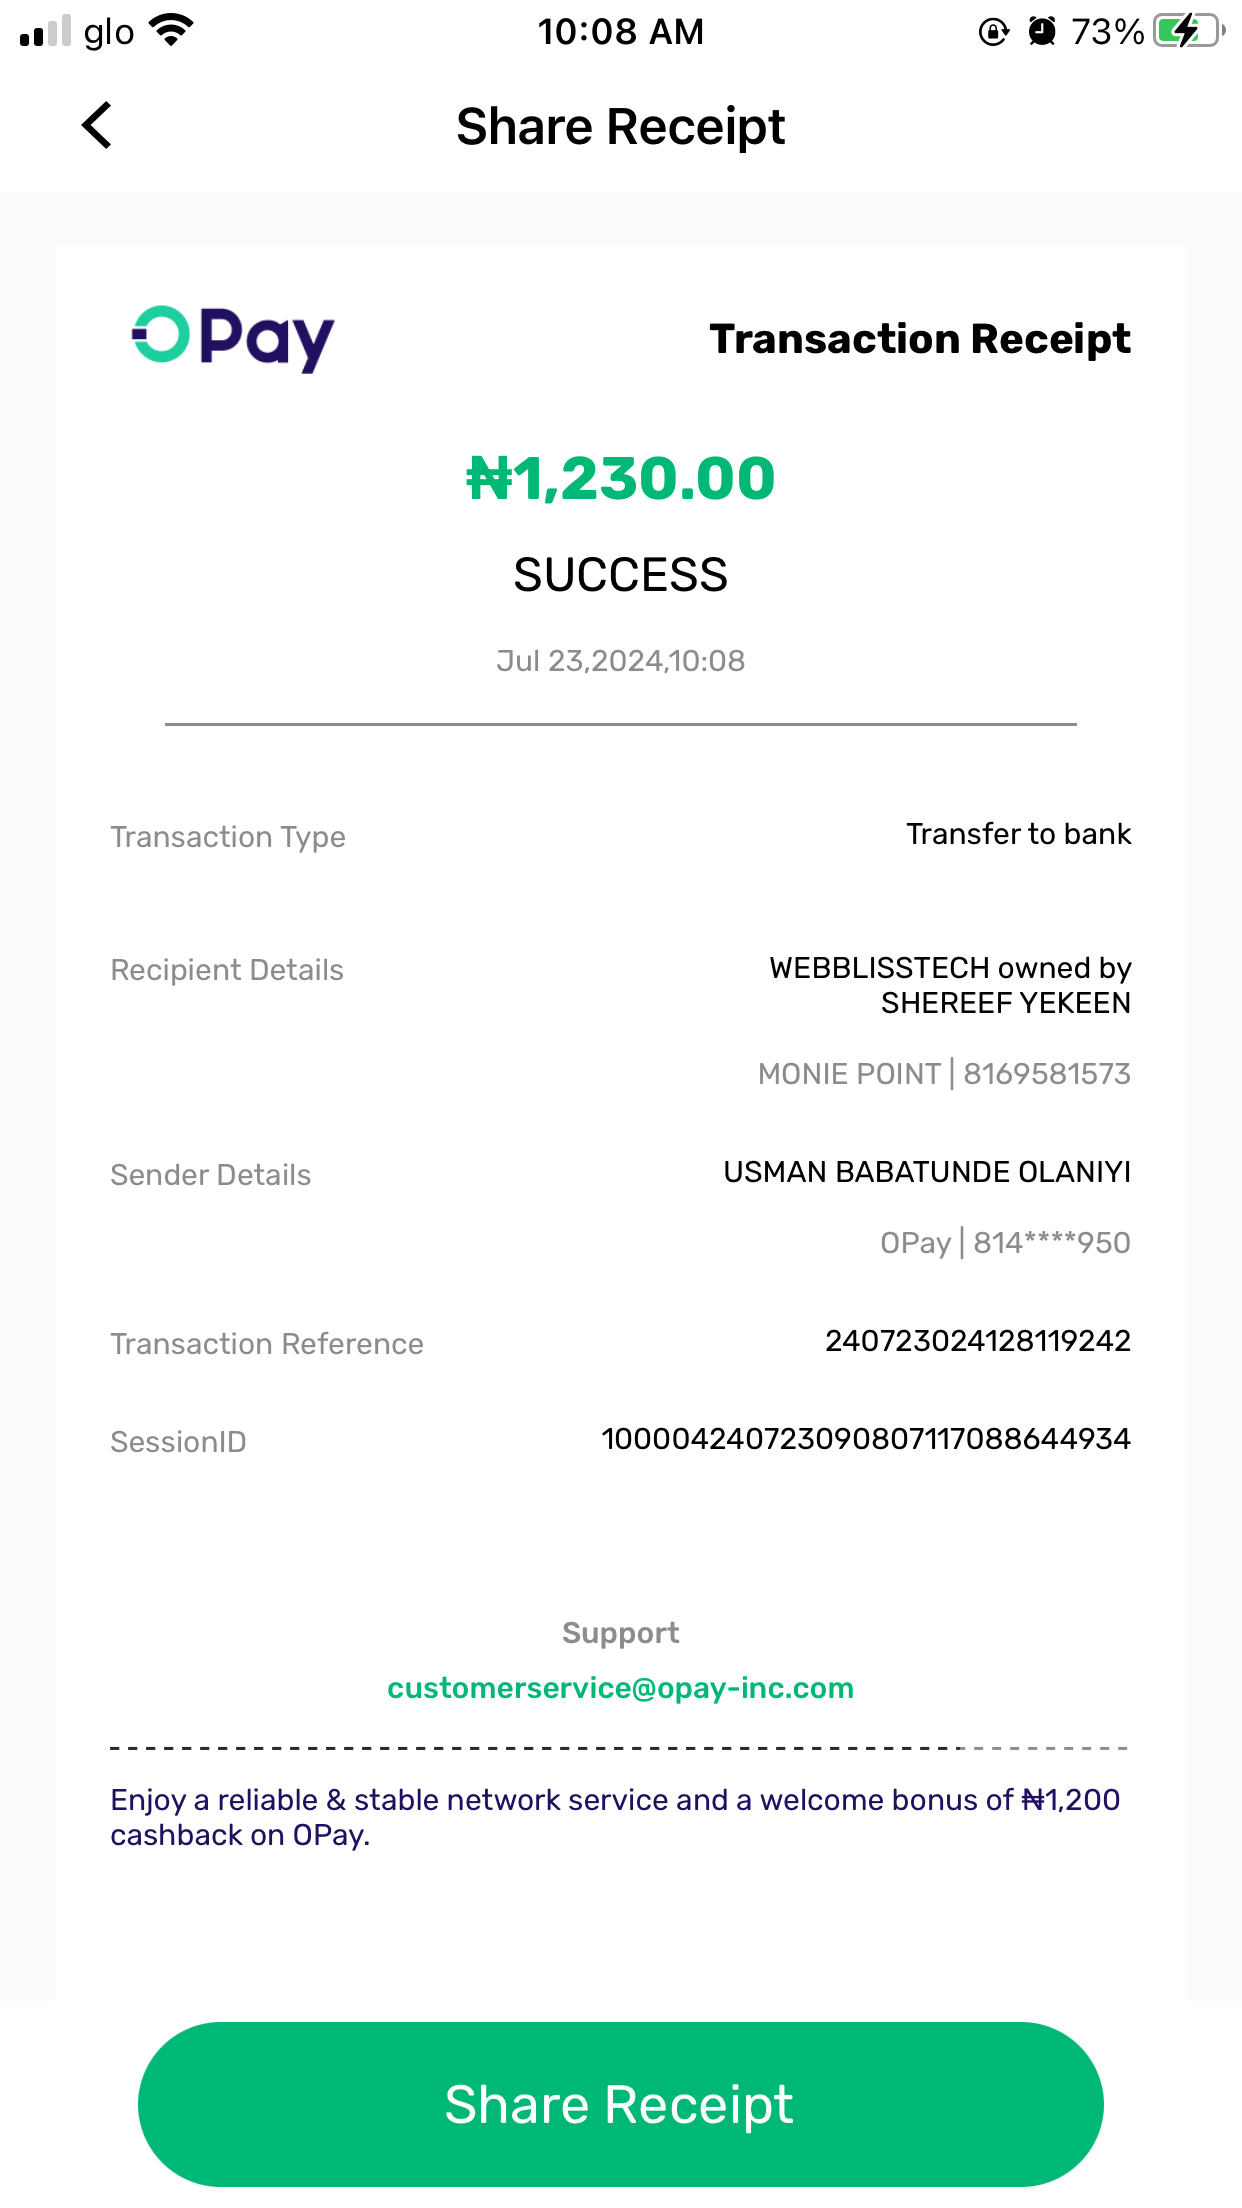 glo 10:08 AM 73%
Share Receipt
OPay Transaction Receipt
₦1,230.00
SUCCESS
Jul 23,2024,10:08
Transaction Type Transfer to bank
Recipient Details WEBBLISSTECH owned by
SHEREEF YEKEEN
MONIE POINT | 8169581573
Sender Details USMAN BABATUNDE OLANIYI
OPay | 814****950
Transaction Reference 240723024128119242
SessionID 100004240723090807117088644934
Support
customerservice@opay-inc.com
Enjoy a reliable & stable network service and a welcome bonus of ₦1,200
cashback on OPay.
Share Receipt